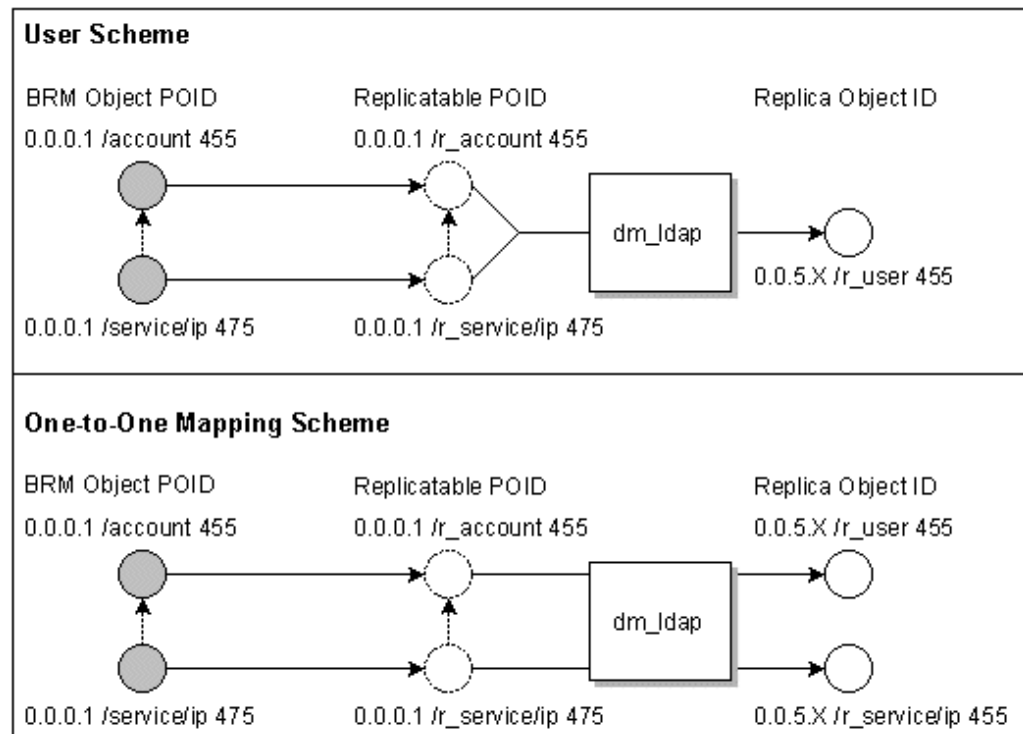 User Scheme
BRM Object POID Replicatable POID Replica Object ID
0.0.0.1 /account 455 0.0.0.1 /r_account 455
dm_ldap
0.0.5.X /r_user 455
0.0.0.1 /service/ip 475 0.0.0.1 /r_service/ip 475
One-to-One Mapping Scheme
BRM Object POID Replicatable POID Replica Object ID
0.0.0.1 /account 455 0.0.0.1 /r_account 455 0.0.5.X /r_user 455
dm_ldap
0.0.0.1 /service/ip 475 0.0.0.1 /r_service/ip 475 0.0.5.X /r_service/ip 455